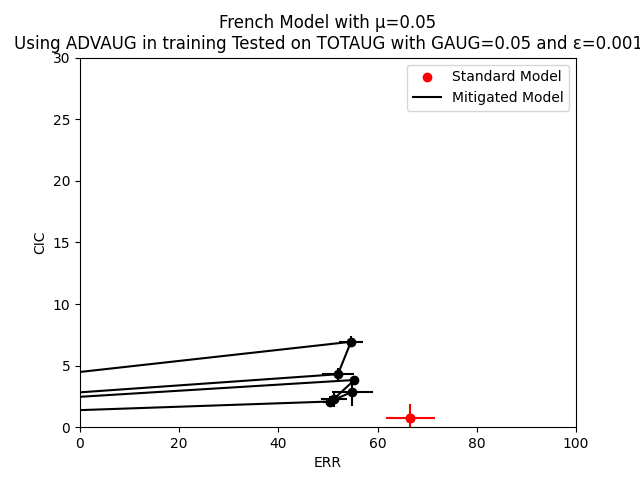 French Model with μ=0.05
Using ADVAUG in training Tested on TOTAUG with GAUG=0.05 and ε=0.001
30
25
20
15
10
5
0
CIC
Standard Model
Mitigated Model
0 20 40 60 80 100
ERR